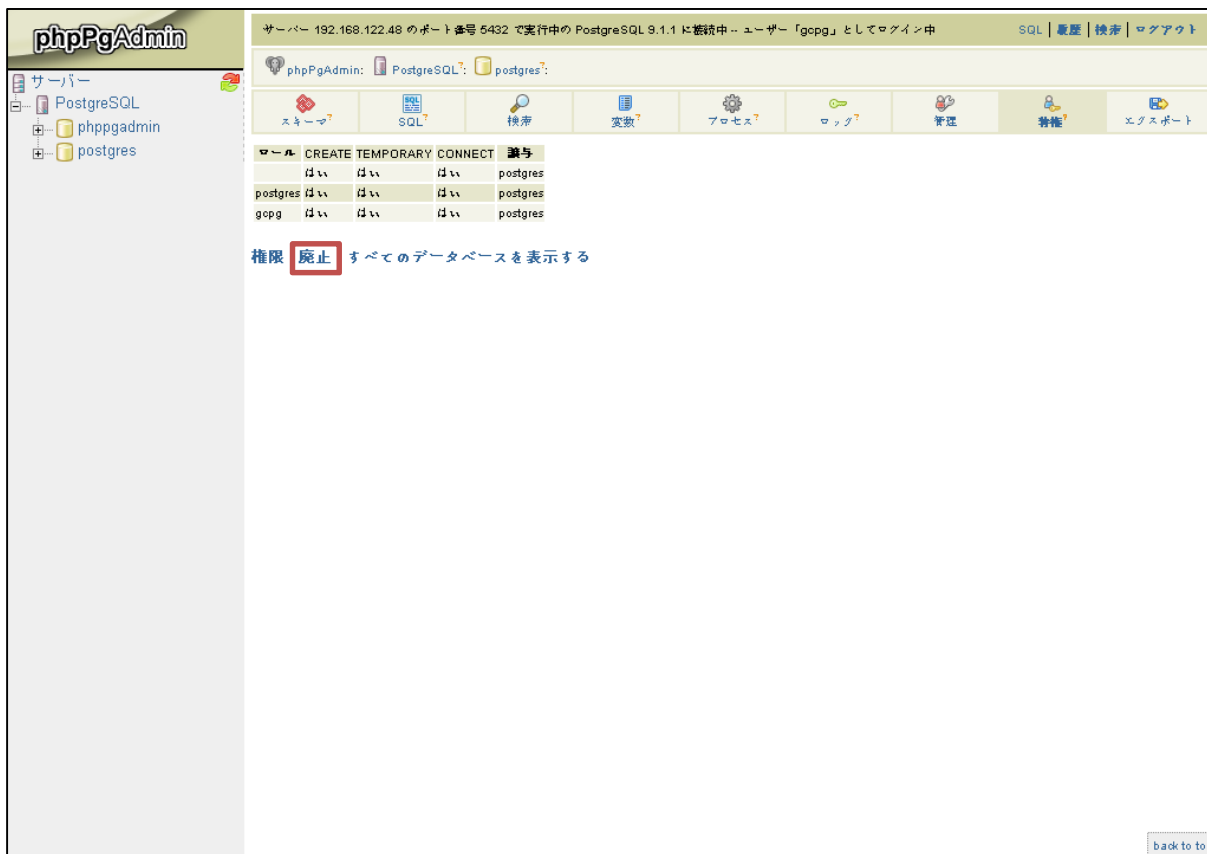 phpPgAdmin
サーバー
PostgreSQL
phppgadmin
postgres
サーバー 192.168.122.48 のポート番号 5432 で実行中の PostgreSQL 9.1.1 に接続中 -- ユーザー 「gcpg」としてログイン中
SQL | 履歴 | 検索 | ログアウト
phpPgAdmin: PostgreSQL?: postgres?:
スキーマ? SQL? 検索 変数? プロセス? ロック? 管理 特権? エクスポート
ロール CREATE TEMPORARY CONNECT 譲与
はい はい はい postgres
postgres はい はい はい postgres
gcpg はい はい はい postgres
権限 廃止 すべてのデータベースを表示する
back to to